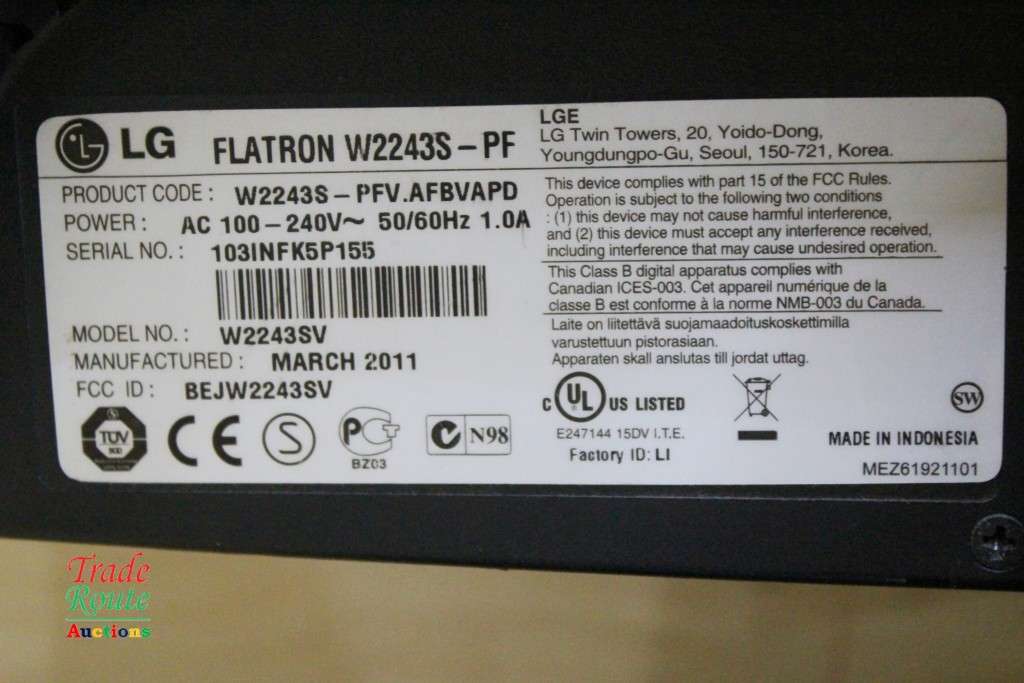 LG FLATRON W2243S-PF
LGE
LG Twin Towers, 20, Yoido-Dong,
Youngdungpo-Gu, Seoul, 150-721, Korea.
PRODUCT CODE : W2243S-PFV.AFBVAPD
POWER : AC 100-240V~ 50/60Hz 1.0A
SERIAL NO. : 103INFK5P155
MODEL NO. : W2243SV
MANUFACTURED : MARCH 2011
FCC ID : BEJW2243SV
This device complies with part 15 of the FCC Rules.
Operation is subject to the following two conditions
: (1) this device may not cause harmful interference,
and (2) this device must accept any interference received,
including interference that may cause undesired operation.
This Class B digital apparatus complies with
Canadian ICES-003. Cet appareil numérique de la
classe B est conforme à la norme NMB-003 du Canada.
Laite on liitettävä suojamaadoituskoskettimilla
varustettuun pistorasiaan.
Apparaten skall anslutas till jordat uttag.
TÜV
CE
S
PCT
BZ03
N98
C UL US LISTED
E247144 15DV I.T.E.
Factory ID: LI
SW
MADE IN INDONESIA
MEZ61921101
Trade
Route
Auctions